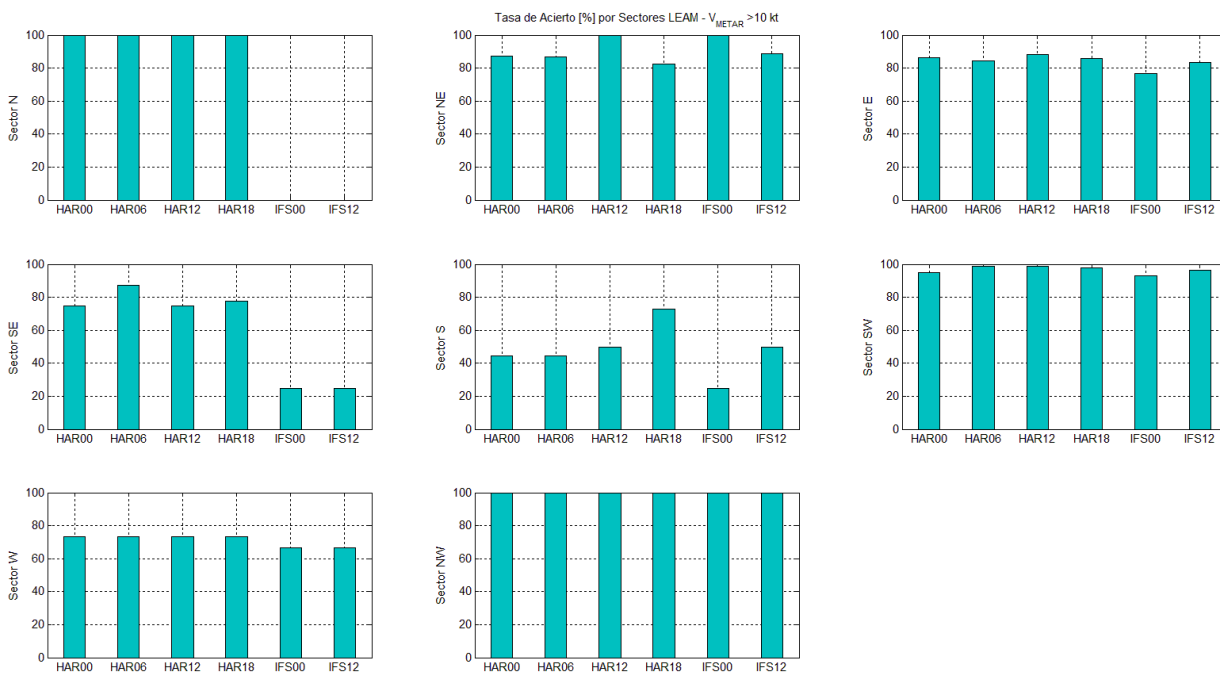 Tasa de Acierto [%] por Sectores LEAM - V_METAR >10 kt
Sector N
100
80
60
40
20
0
HAR00 HAR06 HAR12 HAR18 IFS00 IFS12
Sector NE
100
80
60
40
20
0
HAR00 HAR06 HAR12 HAR18 IFS00 IFS12
Sector E
100
80
60
40
20
0
HAR00 HAR06 HAR12 HAR18 IFS00 IFS12
Sector SE
100
80
60
40
20
0
HAR00 HAR06 HAR12 HAR18 IFS00 IFS12
Sector S
100
80
60
40
20
0
HAR00 HAR06 HAR12 HAR18 IFS00 IFS12
Sector SW
100
80
60
40
20
0
HAR00 HAR06 HAR12 HAR18 IFS00 IFS12
Sector W
100
80
60
40
20
0
HAR00 HAR06 HAR12 HAR18 IFS00 IFS12
Sector NW
100
80
60
40
20
0
HAR00 HAR06 HAR12 HAR18 IFS00 IFS12